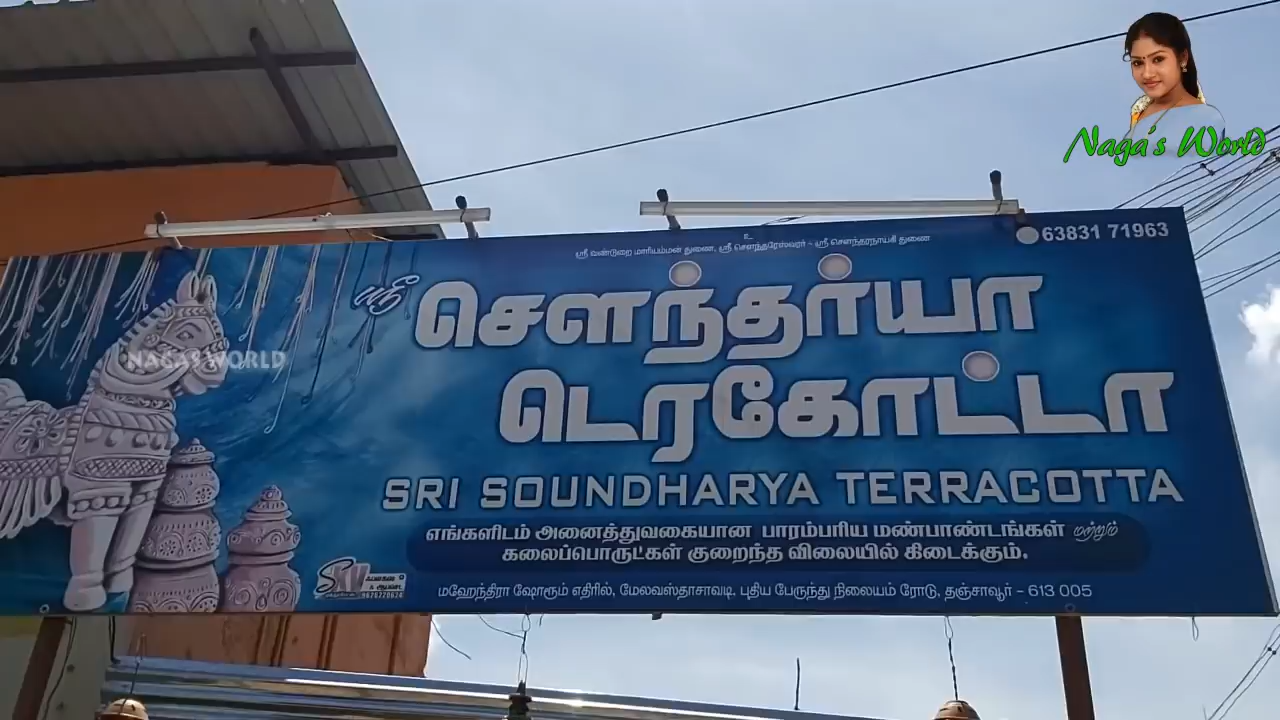 Naga's World
உ
ஸ்ரீ வண்டுறை மாரியம்மன் துணை, ஸ்ரீ சௌந்தரேஸ்வரர் - ஸ்ரீ சௌந்தரநாயகி துணை
63831 71963
ஸ்ரீ சௌந்தர்யா
டெரகோட்டா
NAGAS WORLD
SRI SOUNDHARYA TERRACOTTA
எங்களிடம் அனைத்துவகையான பாரம்பரிய மண்பாண்டங்கள் மற்றும்
கலைப்பொருட்கள் குறைந்த விலையில் கிடைக்கும்.
SKV
மஹேந்திரா ஷோரூம் எதிரில், மேலவஸ்தாசாவடி, புதிய பேருந்து நிலையம் ரோடு, தஞ்சாவூர் - 613 005